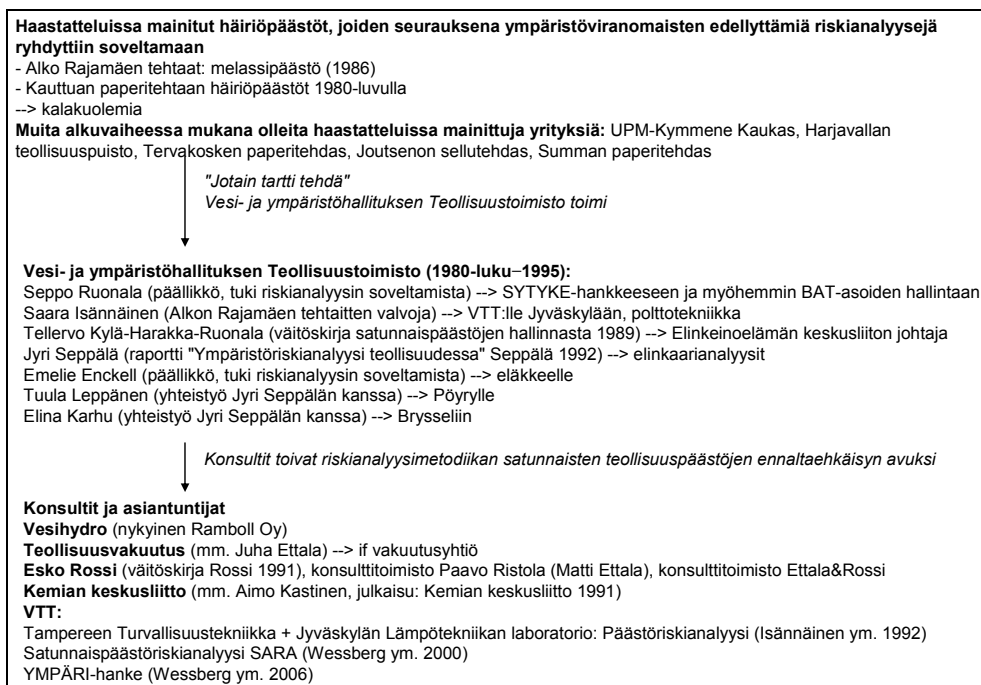 Haastatteluissa mainitut häiriöpäästöt, joiden seurauksena ympäristöviranomaisten edellyttämiä riskianalyysejä
ryhdyttiin soveltamaan
- Alko Rajamäen tehtaat: melassipäästö (1986)
- Kauttuan paperitehtaan häiriöpäästöt 1980-luvulla
--> kalakuolemia
Muita alkuvaiheessa mukana olleita haastatteluissa mainittuja yrityksiä: UPM-Kymmene Kaukas, Harjavallan
teollisuuspuisto, Tervakosken paperitehdas, Joutsenon sellutehdas, Summan paperitehdas
"Jotain tartti tehdä"
Vesi- ja ympäristöhallituksen Teollisuustoimisto toimi
Vesi- ja ympäristöhallituksen Teollisuustoimisto (1980-luku–1995):
Seppo Ruonala (päällikkö, tuki riskianalyysin soveltamista) --> SYTYKE-hankkeeseen ja myöhemmin BAT-asoiden hallintaan
Saara Isännäinen (Alkon Rajamäen tehtaitten valvoja) --> VTT:lle Jyväskylään, polttotekniikka
Tellervo Kylä-Harakka-Ruonala (väitöskirja satunnaispäästöjen hallinnasta 1989) --> Elinkeinoelämän keskusliiton johtaja
Jyri Seppälä (raportti "Ympäristöriskianalyysi teollisuudessa" Seppälä 1992) --> elinkaarianalyysit
Emelie Enckell (päällikkö, tuki riskianalyysin soveltamista) --> eläkkeelle
Tuula Leppänen (yhteistyö Jyri Seppälän kanssa) --> Pöyrylle
Elina Karhu (yhteistyö Jyri Seppälän kanssa) --> Brysseliin
Konsultit toivat riskianalyysimetodiikan satunnaisten teollisuuspäästöjen ennaltaehkäisyn avuksi
Konsultit ja asiantuntijat
Vesihydro (nykyinen Ramboll Oy)
Teollisuusvakuutus (mm. Juha Ettala) --> if vakuutusyhtiö
Esko Rossi (väitöskirja Rossi 1991), konsulttitoimisto Paavo Ristola (Matti Ettala), konsulttitoimisto Ettala&Rossi
Kemian keskusliitto (mm. Aimo Kastinen, julkaisu: Kemian keskusliitto 1991)
VTT:
Tampereen Turvallisuustekniikka + Jyväskylän Lämpötekniikan laboratorio: Päästöriskianalyysi (Isännäinen ym. 1992)
Satunnaispäästöriskianalyysi SARA (Wessberg ym. 2000)
YMPÄRI-hanke (Wessberg ym. 2006)